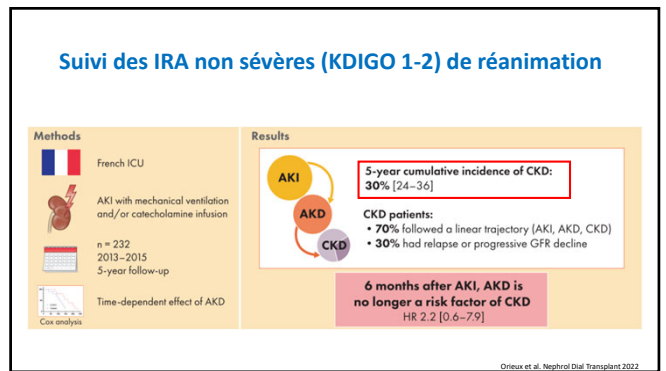 Suivi des IRA non sévères (KDIGO 1-2) de réanimation
Methods
French ICU
AKI with mechanical ventilation
and/or catecholamine infusion
n = 232
2013–2015
5-year follow-up
Time-dependent effect of AKD
Cox analysis
Results
AKI
AKD
CKD
5-year cumulative incidence of CKD:
30% [24–36]
CKD patients:
• 70% followed a linear trajectory (AKI, AKD, CKD)
• 30% had relapse or progressive GFR decline
6 months after AKI, AKD is
no longer a risk factor of CKD
HR 2.2 [0.6–7.9]
Orieux et al. Nephrol Dial Transplant 2022